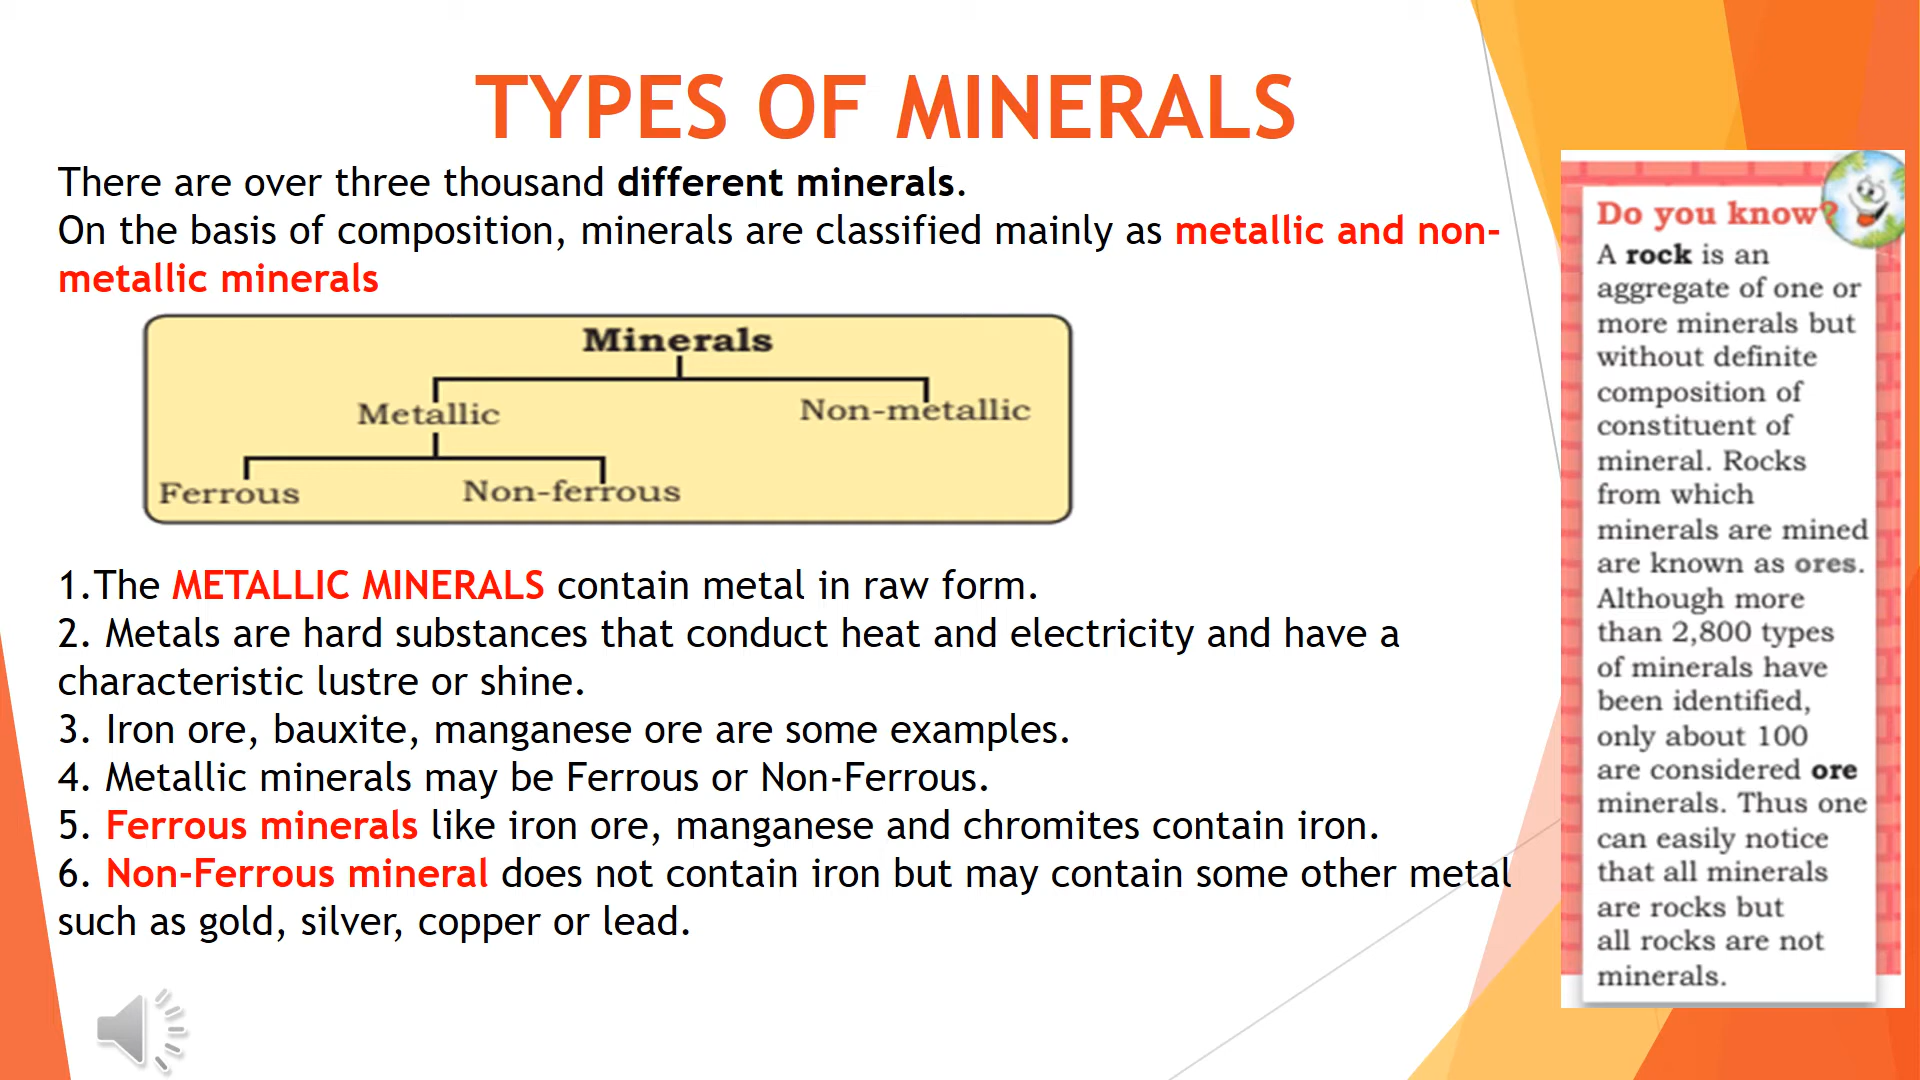 TYPES OF MINERALS
There are over three thousand different minerals.
On the basis of composition, minerals are classified mainly as metallic and non-
metallic minerals
Minerals
Metallic
Non-metallic
Ferrous
Non-ferrous
1.The METALLIC MINERALS contain metal in raw form.
2. Metals are hard substances that conduct heat and electricity and have a
characteristic lustre or shine.
3. Iron ore, bauxite, manganese ore are some examples.
4. Metallic minerals may be Ferrous or Non-Ferrous.
5. Ferrous minerals like iron ore, manganese and chromites contain iron.
6. Non-Ferrous mineral does not contain iron but may contain some other metal
such as gold, silver, copper or lead.
Do you know?
A rock is an
aggregate of one or
more minerals but
without definite
composition of
constituent of
mineral. Rocks
from which
minerals are mined
are known as ores.
Although more
than 2,800 types
of minerals have
been identified,
only about 100
are considered ore
minerals. Thus one
can easily notice
that all minerals
are rocks but
all rocks are not
minerals.